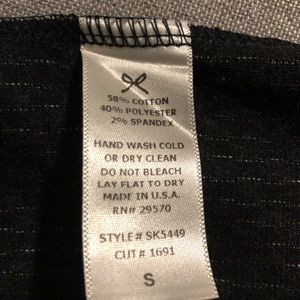 58% COTTON
40% POLYESTER
2% SPANDEX
HAND WASH COLD
OR DRY CLEAN
DO NOT BLEACH
LAY FLAT TO DRY
MADE IN U.S.A.
RN# 29570
STYLE# SK5449
CUT# 1691
S